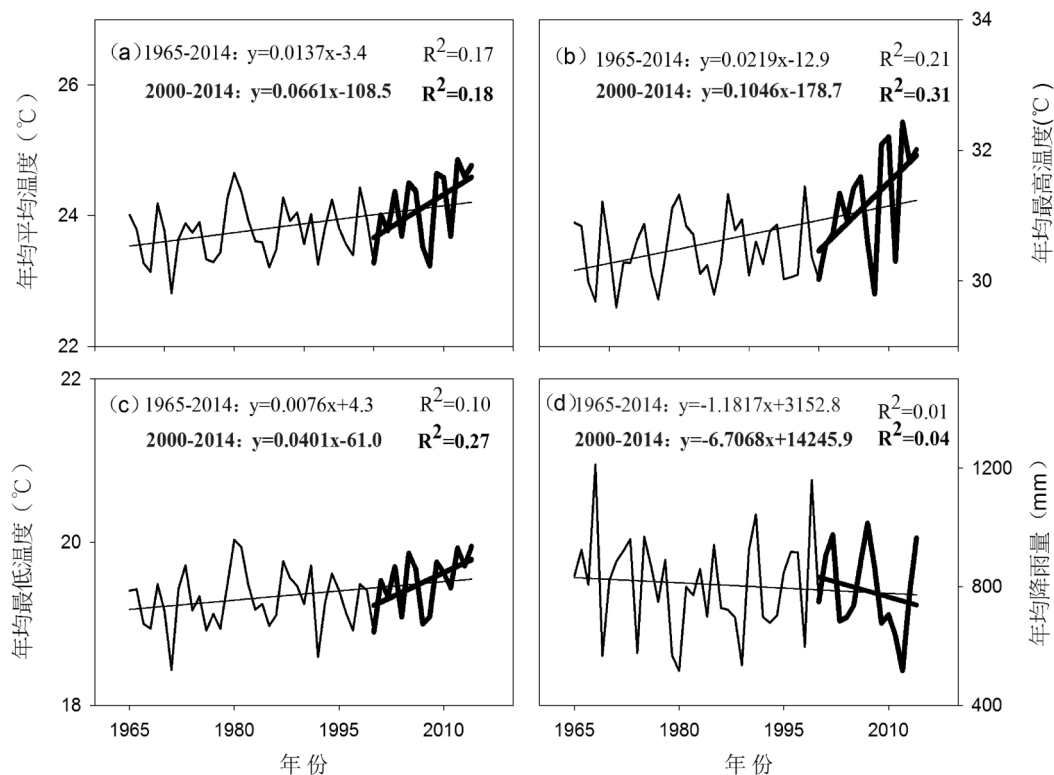 (a)1965-2014：y=0.0137x-3.4 R²=0.17
2000-2014：y=0.0661x-108.5 R²=0.18
26
24
22
年均平均温度（℃）
(b) 1965-2014：y=0.0219x-12.9 R²=0.21
2000-2014：y=0.1046x-178.7 R²=0.31
34
32
30
年均最高温度(℃)
(c) 1965-2014：y=0.0076x+4.3 R²=0.10
2000-2014：y=0.0401x-61.0 R²=0.27
22
20
18
年均最低温度（℃）
1965 1980 1995 2010
年 份
(d)1965-2014：y=-1.1817x+3152.8 R²=0.01
2000-2014：y=-6.7068x+14245.9 R²=0.04
1200
800
400
年均降雨量（mm）
1965 1980 1995 2010
年 份